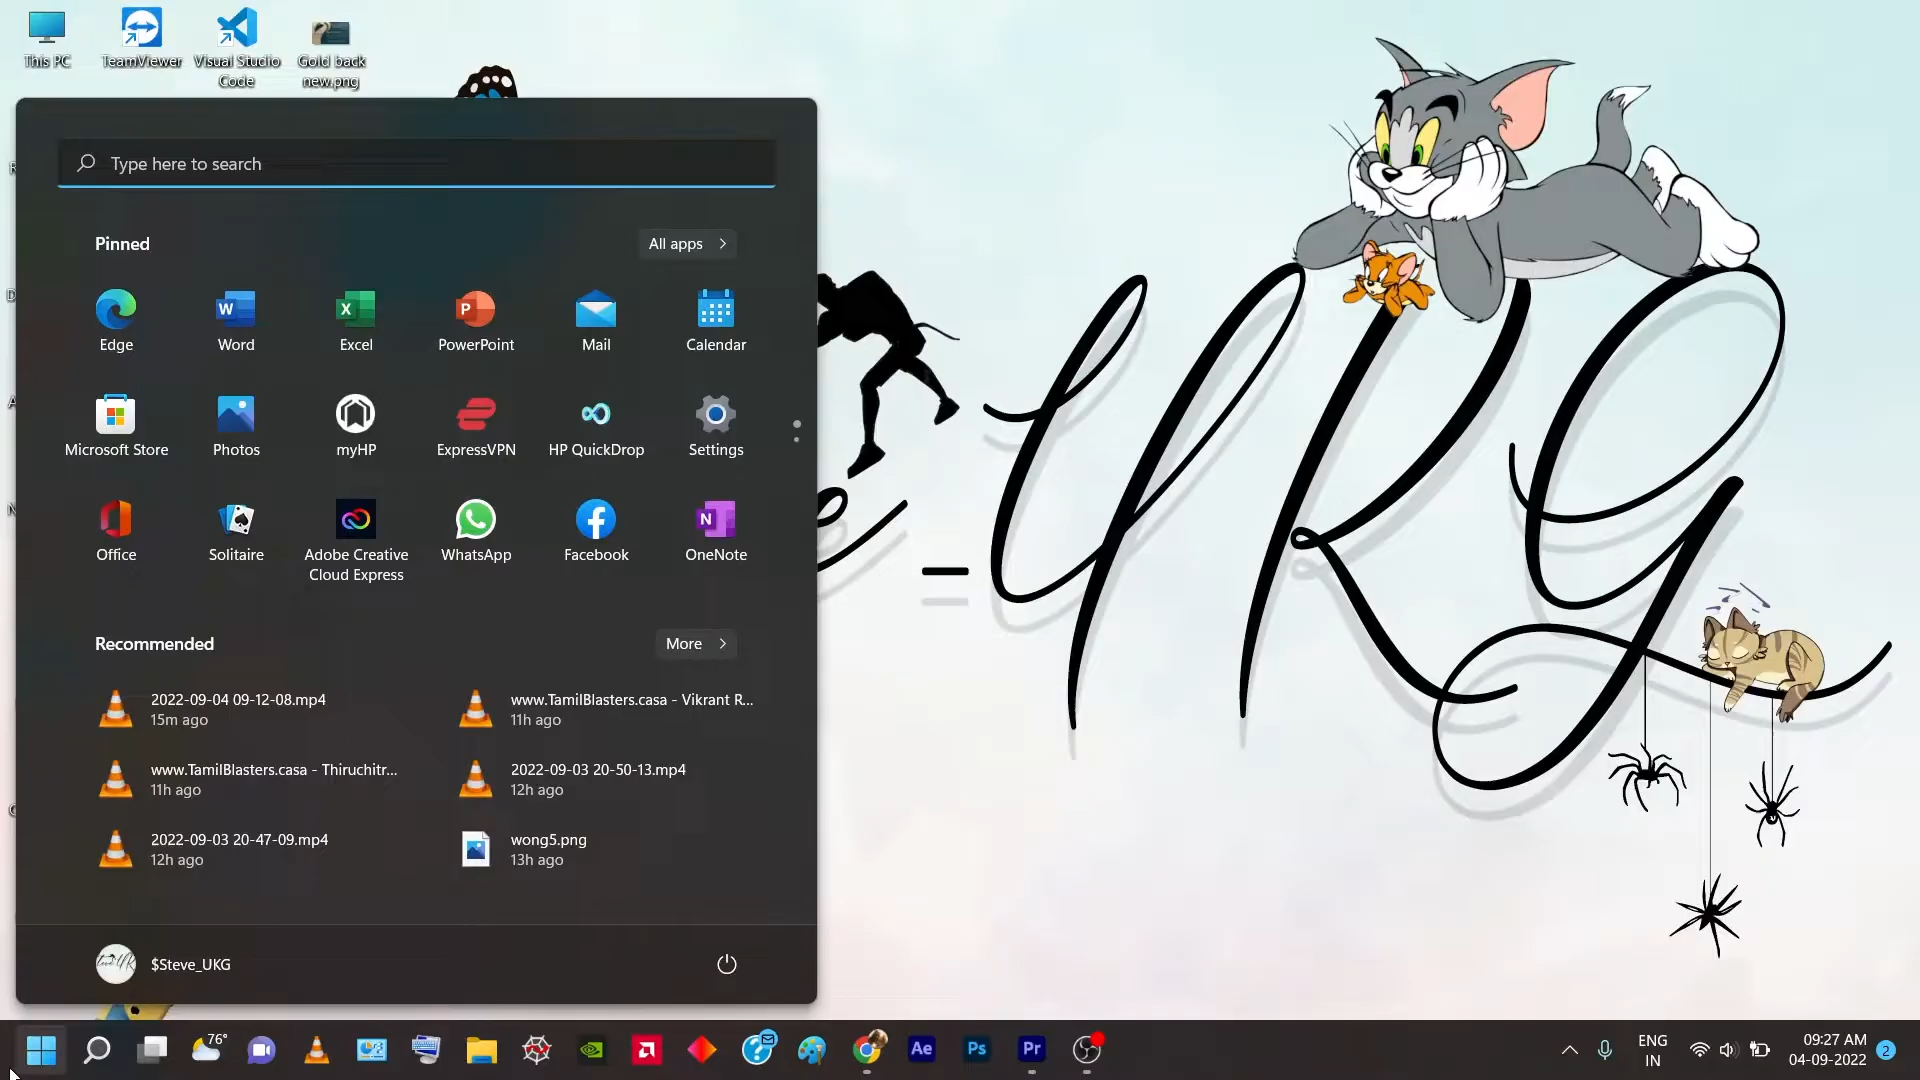 This PC
TeamViewer
Visual Studio
Code
Gold back
new.png
Type here to search
Pinned
All apps
Edge
Word
Excel
PowerPoint
Mail
Calendar
Microsoft Store
Photos
myHP
ExpressVPN
HP QuickDrop
Settings
Office
Solitaire
Adobe Creative
Cloud Express
WhatsApp
Facebook
OneNote
Recommended
More
2022-09-04 09-12-08.mp4
15m ago
www.TamilBlasters.casa - Vikrant R...
11h ago
www.TamilBlasters.casa - Thiruchitr...
11h ago
2022-09-03 20-50-13.mp4
12h ago
2022-09-03 20-47-09.mp4
12h ago
wong5.png
13h ago
$Steve_UKG
e-UKG
76°
Ae
Ps
Pr
ENG
IN
09:27 AM
04-09-2022
2